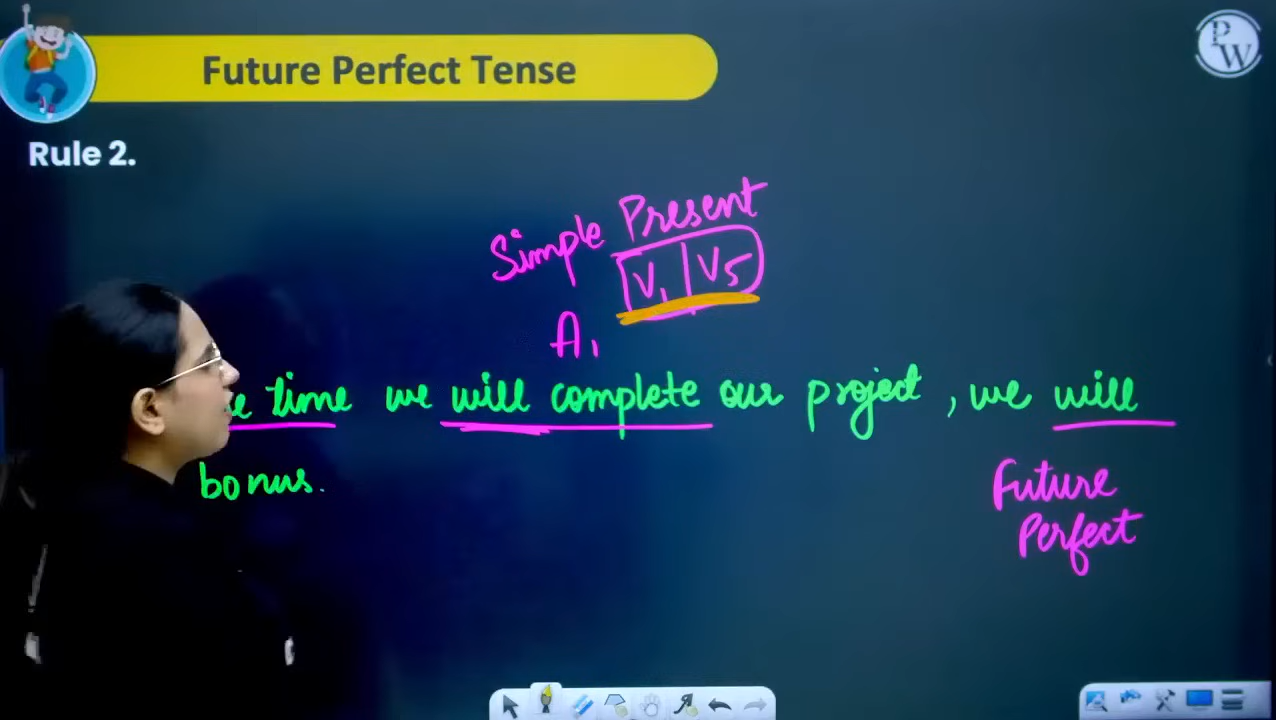 Future Perfect Tense
P
W
Rule 2.
Simple Present
V1 | V5
A1
e time we will complete our project, we will
bonus.
Future
Perfect